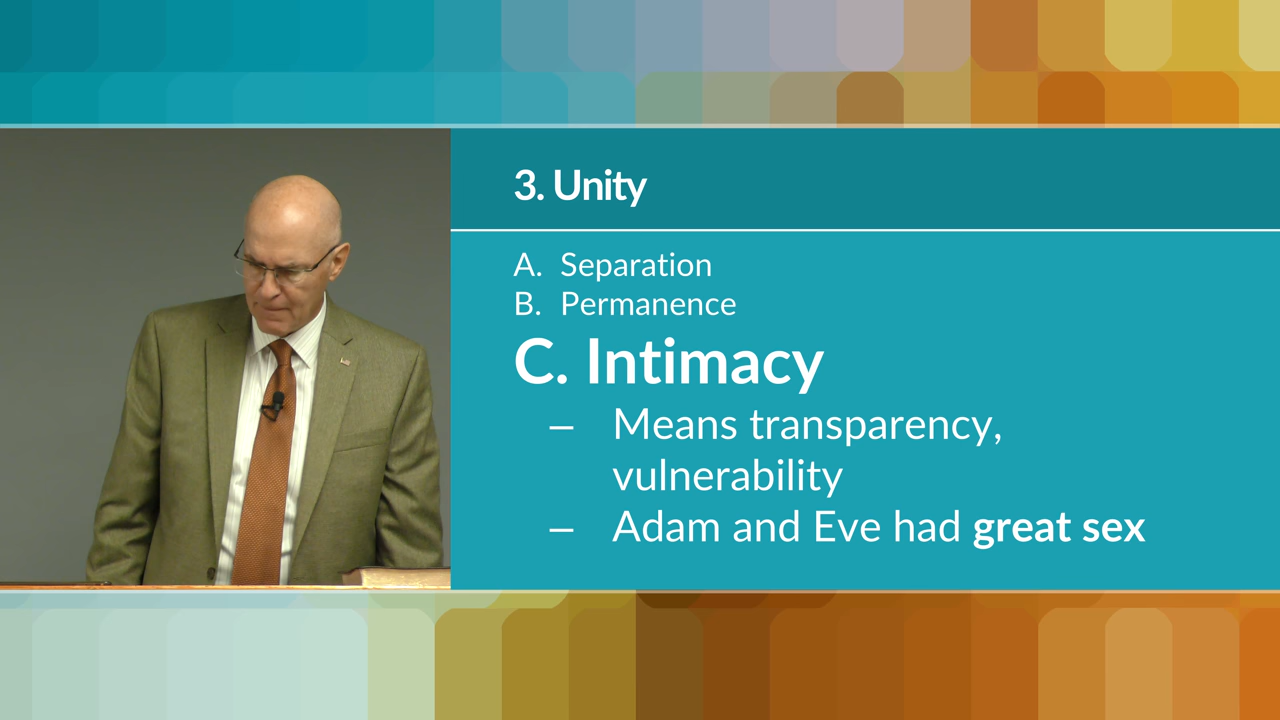 3. Unity
A. Separation
B. Permanence
C. Intimacy
– Means transparency,
vulnerability
– Adam and Eve had great sex